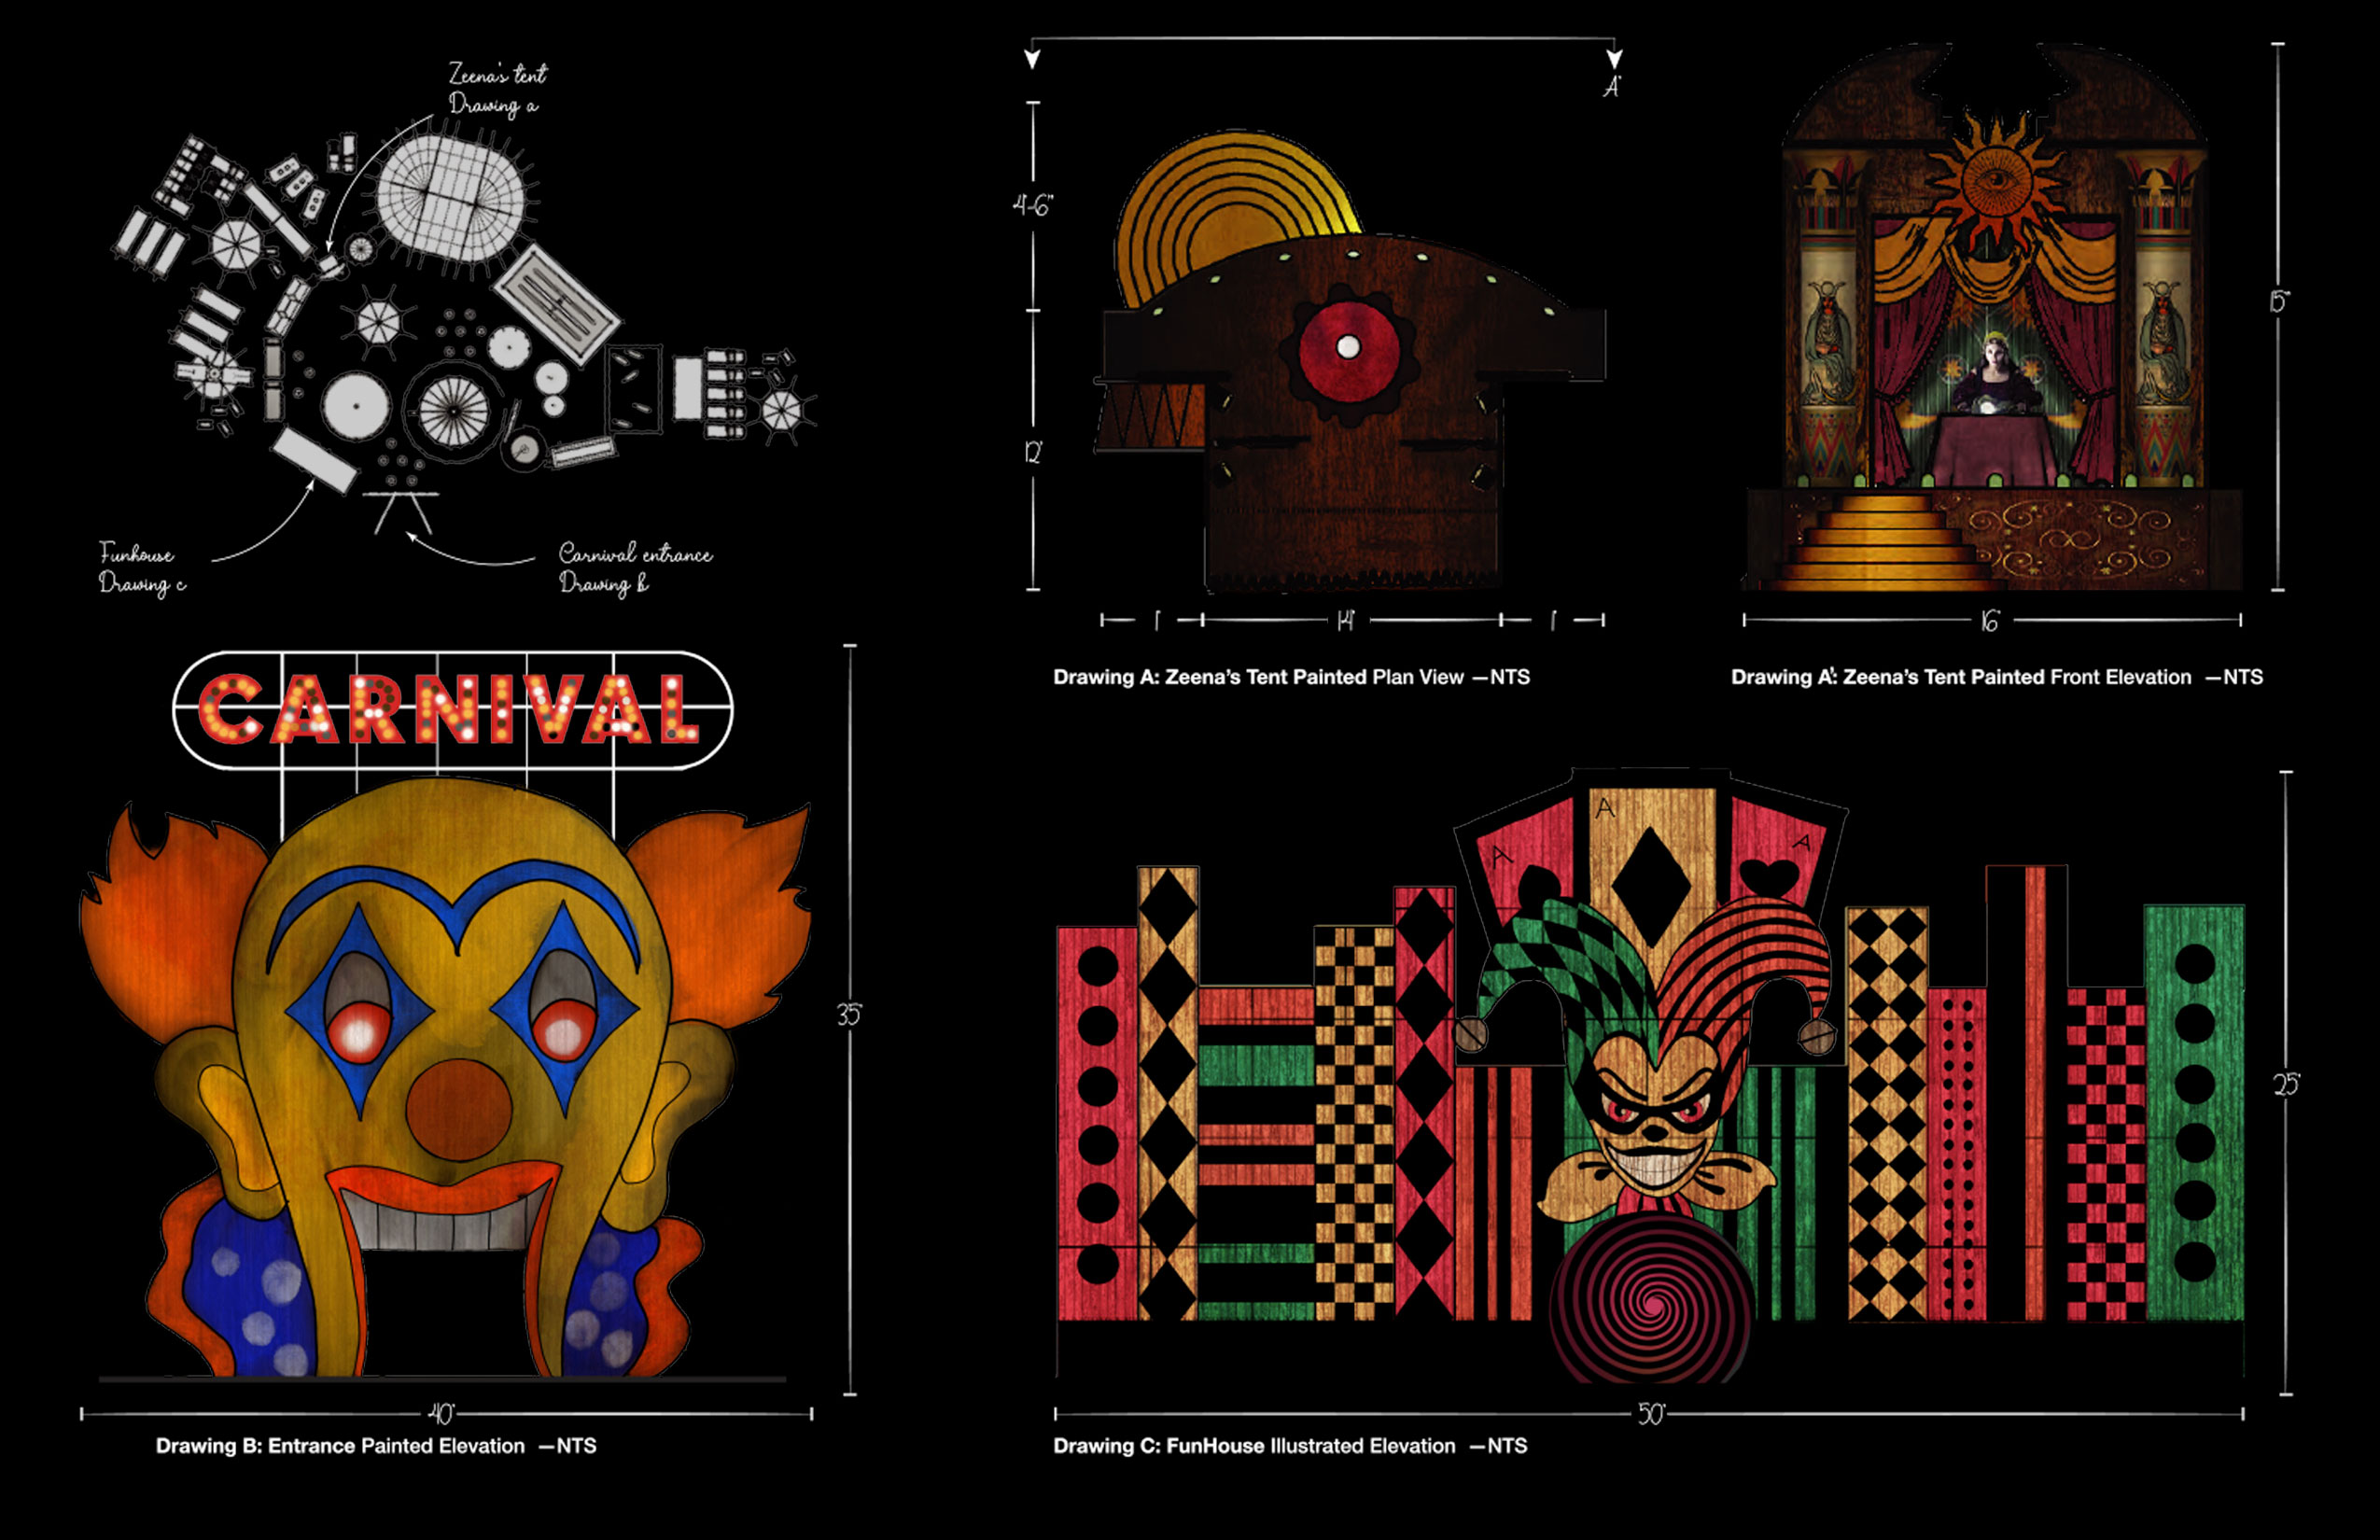 Zeena's tent
Drawing a
Funhouse
Drawing c
Carnival entrance
Drawing b
A'
4'-6"
12'
1'
14'
1'
Drawing A: Zeena's Tent Painted Plan View —NTS
15'
16'
Drawing A': Zeena's Tent Painted Front Elevation —NTS
CARNIVAL
35'
40'
Drawing B: Entrance Painted Elevation —NTS
A
A
A
25'
50'
Drawing C: FunHouse Illustrated Elevation —NTS